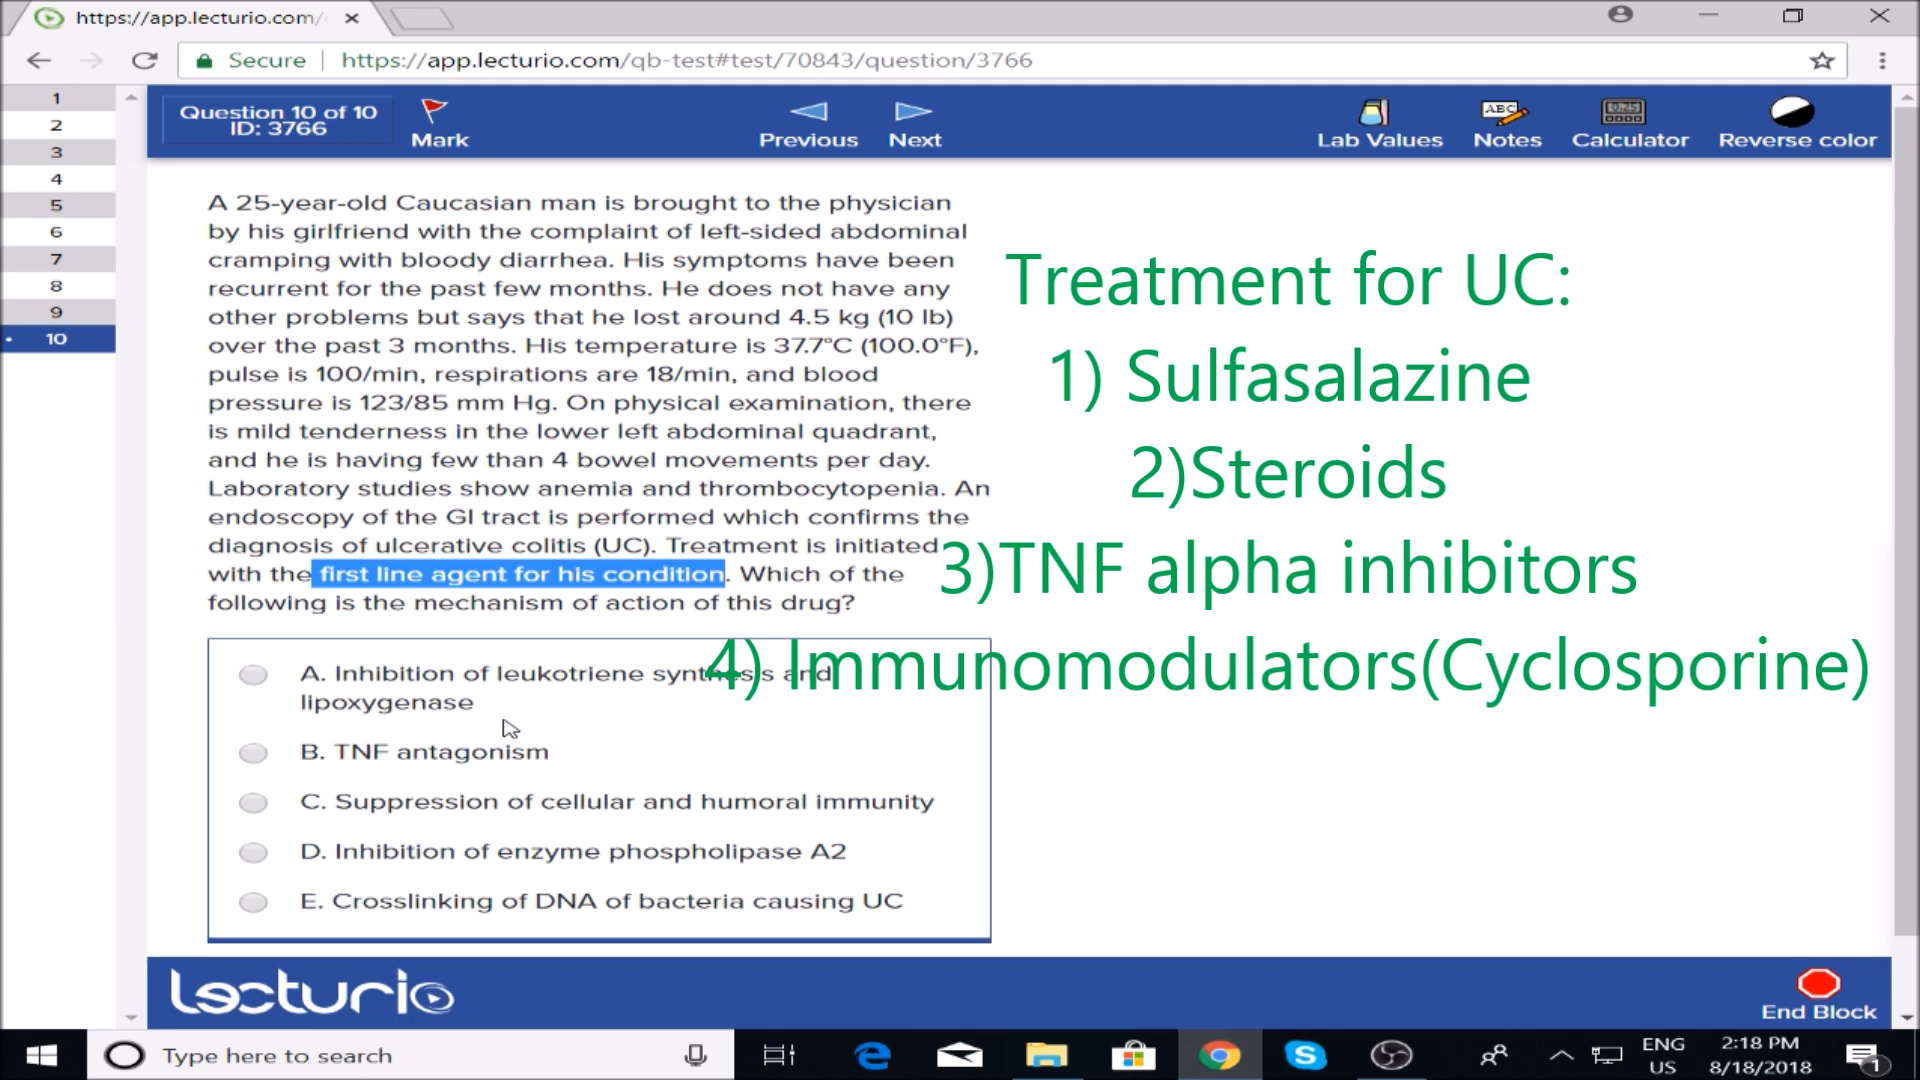 https://app.lecturio.com/
Secure | https://app.lecturio.com/qb-test#test/70843/question/3766
1
2
3
4
5
6
7
8
9
10
Question 10 of 10
ID: 3766
Mark
Previous
Next
Lab Values
ABC
Notes
0.25
Calculator
Reverse color
A 25-year-old Caucasian man is brought to the physician
by his girlfriend with the complaint of left-sided abdominal
cramping with bloody diarrhea. His symptoms have been
recurrent for the past few months. He does not have any
other problems but says that he lost around 4.5 kg (10 lb)
over the past 3 months. His temperature is 37.7°C (100.0°F),
pulse is 100/min, respirations are 18/min, and blood
pressure is 123/85 mm Hg. On physical examination, there
is mild tenderness in the lower left abdominal quadrant,
and he is having few than 4 bowel movements per day.
Laboratory studies show anemia and thrombocytopenia. An
endoscopy of the GI tract is performed which confirms the
diagnosis of ulcerative colitis (UC). Treatment is initiated
with the first line agent for his condition. Which of the
following is the mechanism of action of this drug?
Treatment for UC:
1) Sulfasalazine
2)Steroids
3)TNF alpha inhibitors
4) Immunomodulators(Cyclosporine)
A. Inhibition of leukotriene synthesis and
lipoxygenase
B. TNF antagonism
C. Suppression of cellular and humoral immunity
D. Inhibition of enzyme phospholipase A2
E. Crosslinking of DNA of bacteria causing UC
lecturio
End Block
Type here to search
ENG
US
2:18 PM
8/18/2018
1